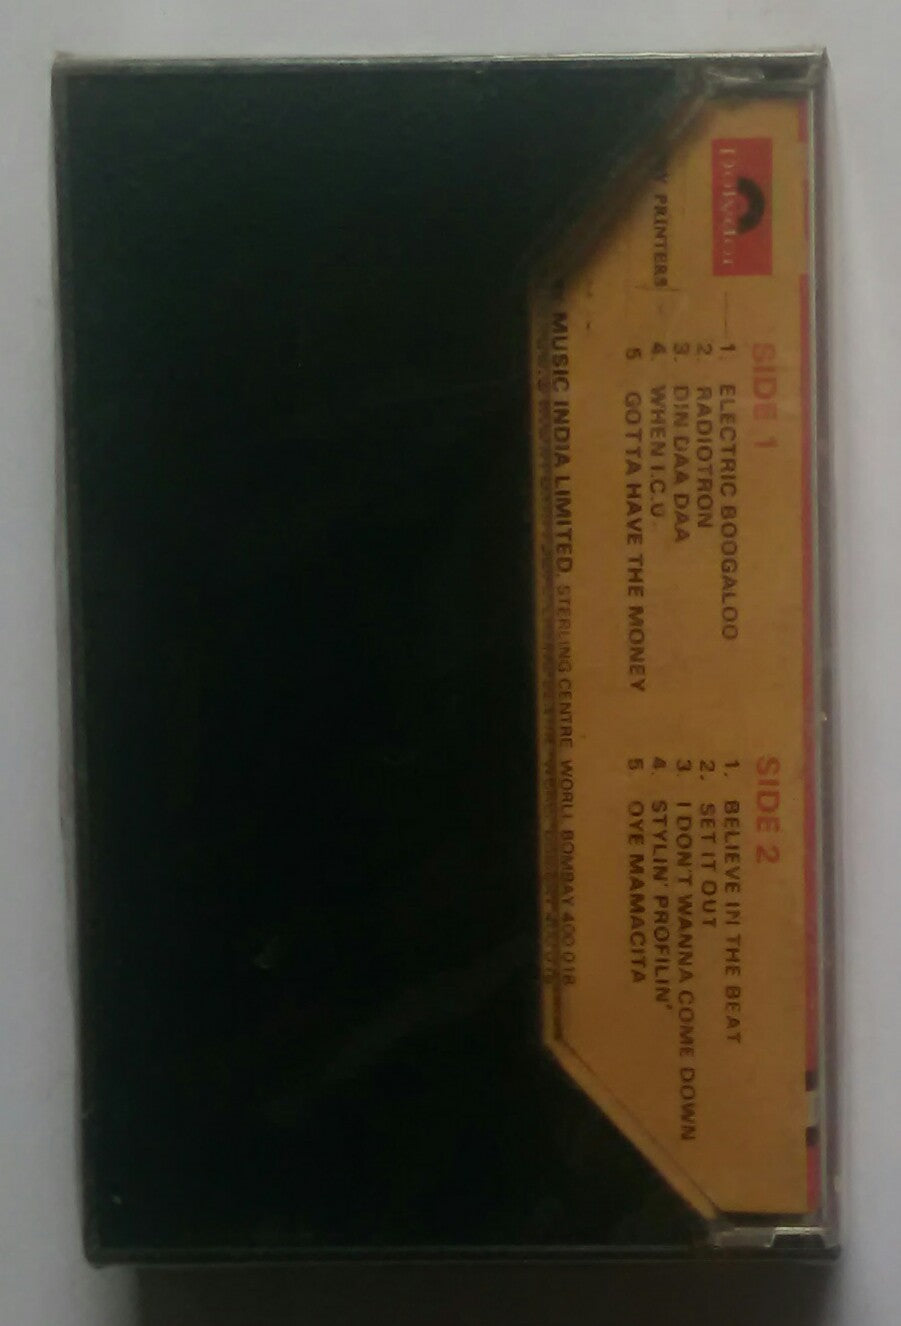 polydor
SIDE 1
1. ELECTRIC BOOGALOO
2. RADIOTRON
3. DIN DAA DAA
4. WHEN I.C.U.
5. GOTTA HAVE THE MONEY
SIDE 2
1. BELIEVE IN THE BEAT
2. SET IT OUT
3. I DON'T WANNA COME DOWN
4. STYLIN' PROFILIN'
5. OYE MAMACITA
PRINTERS
MUSIC INDIA LIMITED, STERLING CENTRE WORLI, BOMBAY 400 018